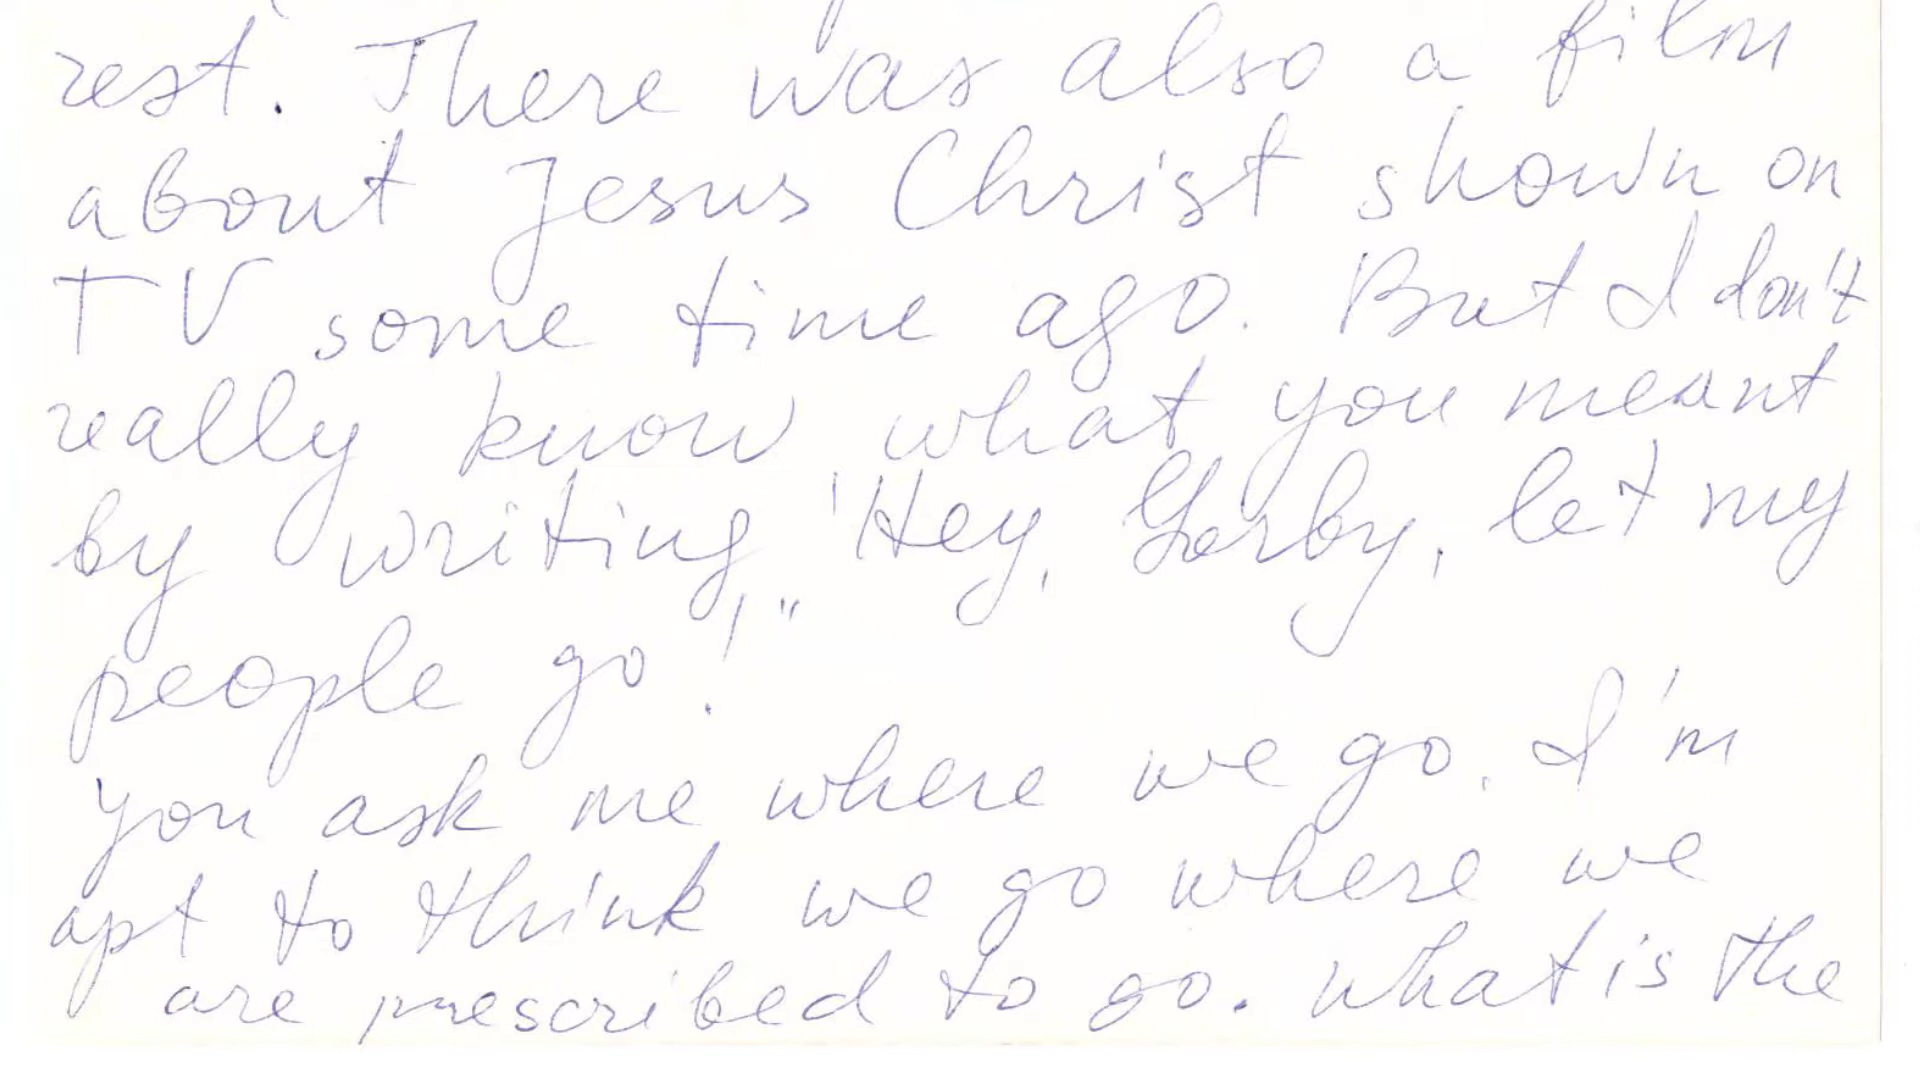 rest. There was also a film
about Jesus Christ shown on
TV some time ago. But I don't
really know what you meant
by writing "Hey, Gorby, let my
people go!"
You ask me where we go. I'm
apt to think we go where we
are prescribed to go. What is the